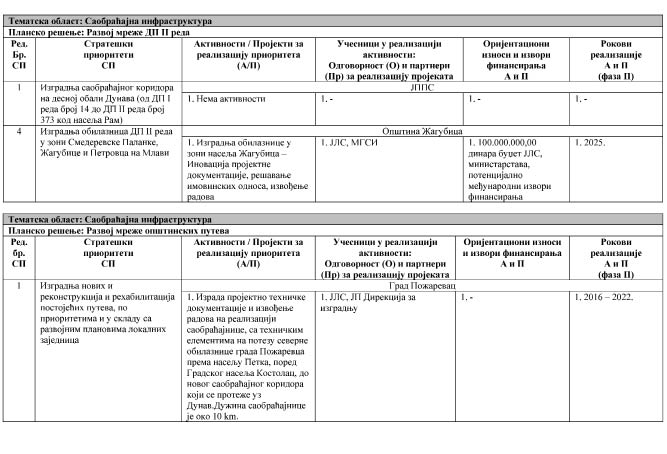 Тематска област: Саобраћајна инфраструктура
Планско решење: Развој мреже ДП II реда
Ред. Бр. СП
Стратешки приоритети СП
Активности / Пројекти за реализацију приоритета (А/П)
Учесници у реализацији активности: Одговорност (О) и партнери (Пр) за реализацију пројеката
Оријентациони износи и извори финансирања А и П
Рокови реализације А и П (фаза II)
1
Изградња саобраћајног коридора
на десној обали Дунава (од ДП I
реда број 14 до ДП II реда број
373 код насеља Рам)
ЈППС
1. Нема активности
1. -
1. -
1. -
4
Изградња обилазница ДП II реда
у зони Смедеревске Паланке,
Жагубице и Петровца на Млави
Општина Жагубица
1. Изградња обилазнице у
зони насеља Жагубица –
Иновација пројектне
документације, решавање
имовинских односа, извођење
радова
1. ЈЛС, МГСИ
1. 100.000.000,00
динара буџет ЈЛС,
министарстава,
потенцијално
међународни извори
финансирања
1. 2025.
Тематска област: Саобраћајна инфраструктура
Планско решење: Развој мреже општинских путева
Ред. бр. СП
Стратешки приоритети СП
Активности / Пројекти за реализацију приоритета (А/П)
Учесници у реализацији активности: Одговорност (О) и партнери (Пр) за реализацију пројеката
Оријентациони износи и извори финансирања А и П
Рокови реализације А и П (фаза II)
1
Изградња нових и
реконструкција и рехабилитација
постојећих путева, по
приоритетима и у складу са
развојним плановима локалних
заједница
Град Пожаревац
1. Израда пројектно техничке
документације и извођење
радова на реализацији
саобраћајнице, са техничким
елементима на потезу северне
обилазнице града Пожаревца
према насељу Петка, поред
Градског насеља Костолац, до
новог саобраћајног коридора
који се протеже уз
Дунав.Дужина саобраћајнице
је око 10 km.
1. ЈЛС, ЈП Дирекција за
изградњу
1. -
1. 2016 – 2022.